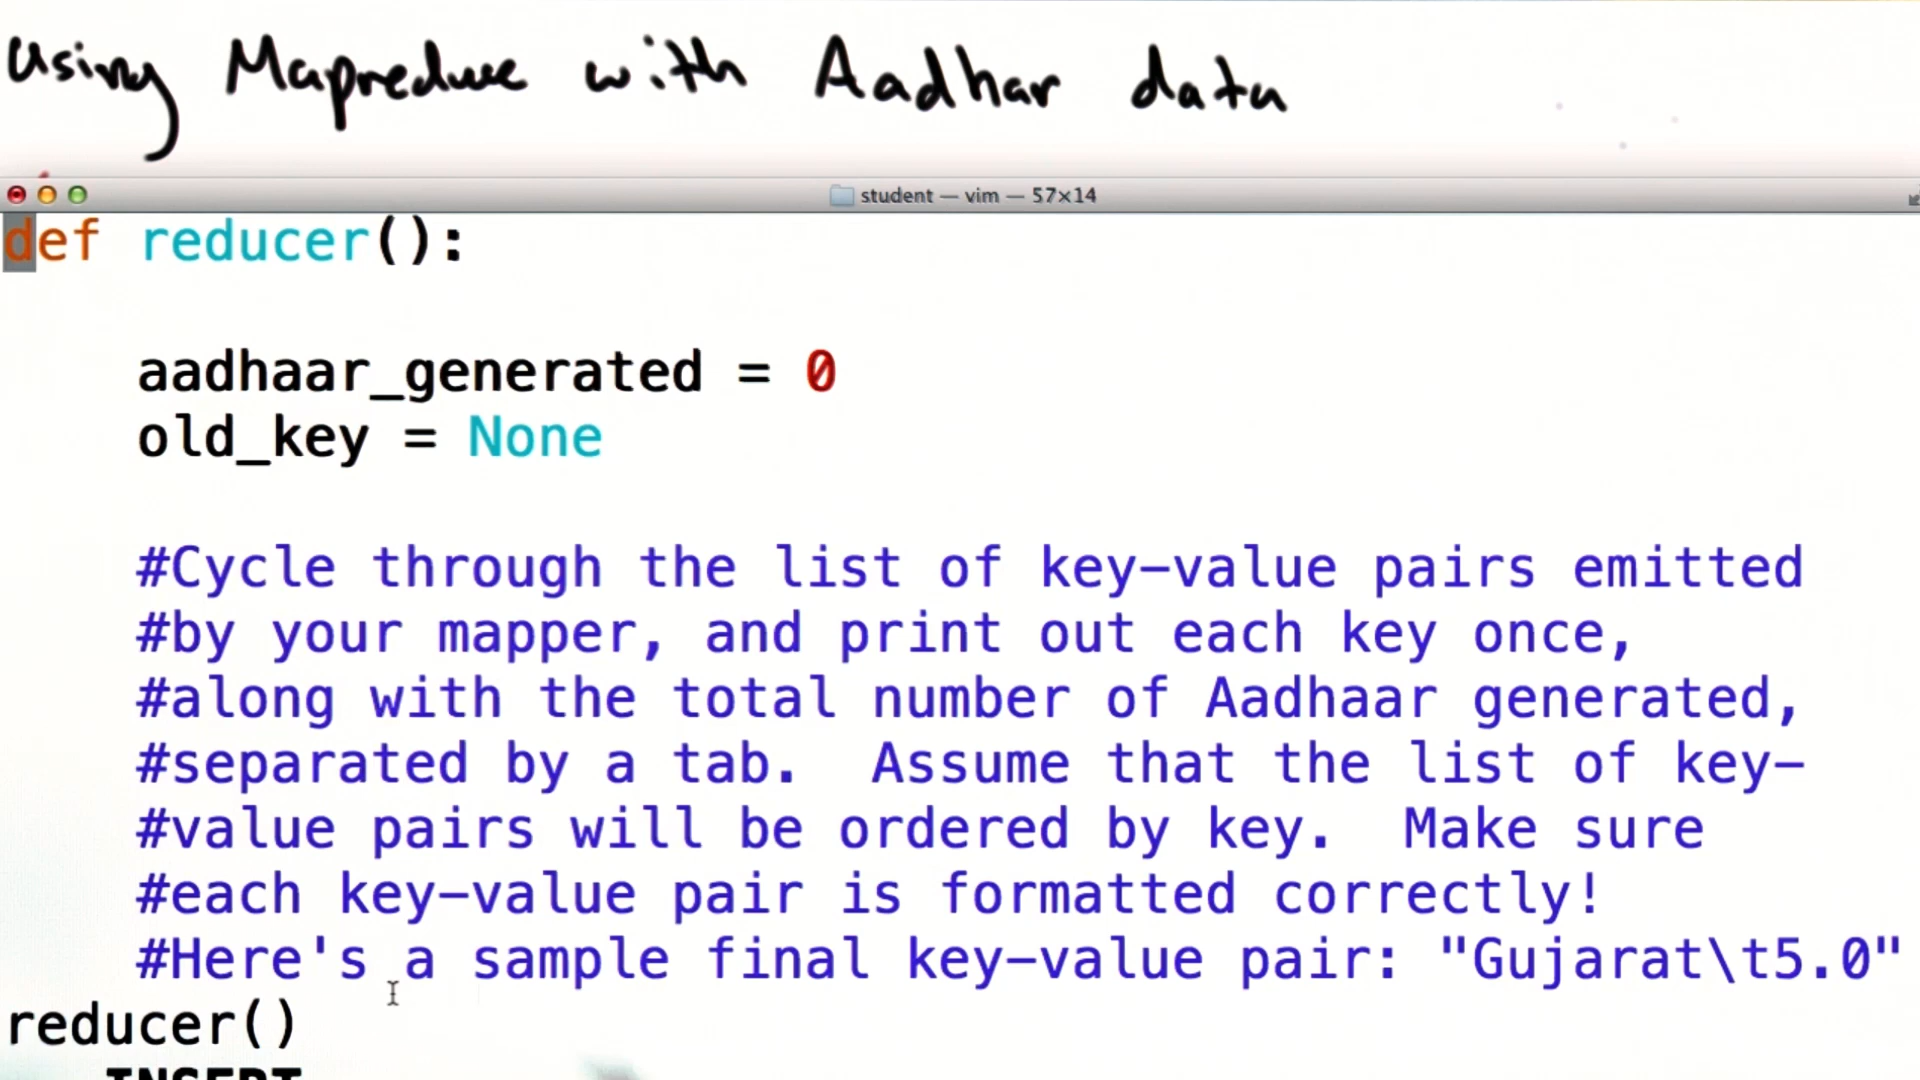 Using Mapreduce with Aadhar data
student — vim — 57×14
def reducer():
aadhaar_generated = 0
old_key = None
#Cycle through the list of key-value pairs emitted
#by your mapper, and print out each key once,
#along with the total number of Aadhaar generated,
#separated by a tab.  Assume that the list of key-
#value pairs will be ordered by key.  Make sure
#each key-value pair is formatted correctly!
#Here's a sample final key-value pair: "Gujarat\t5.0"
reducer()
INSERT